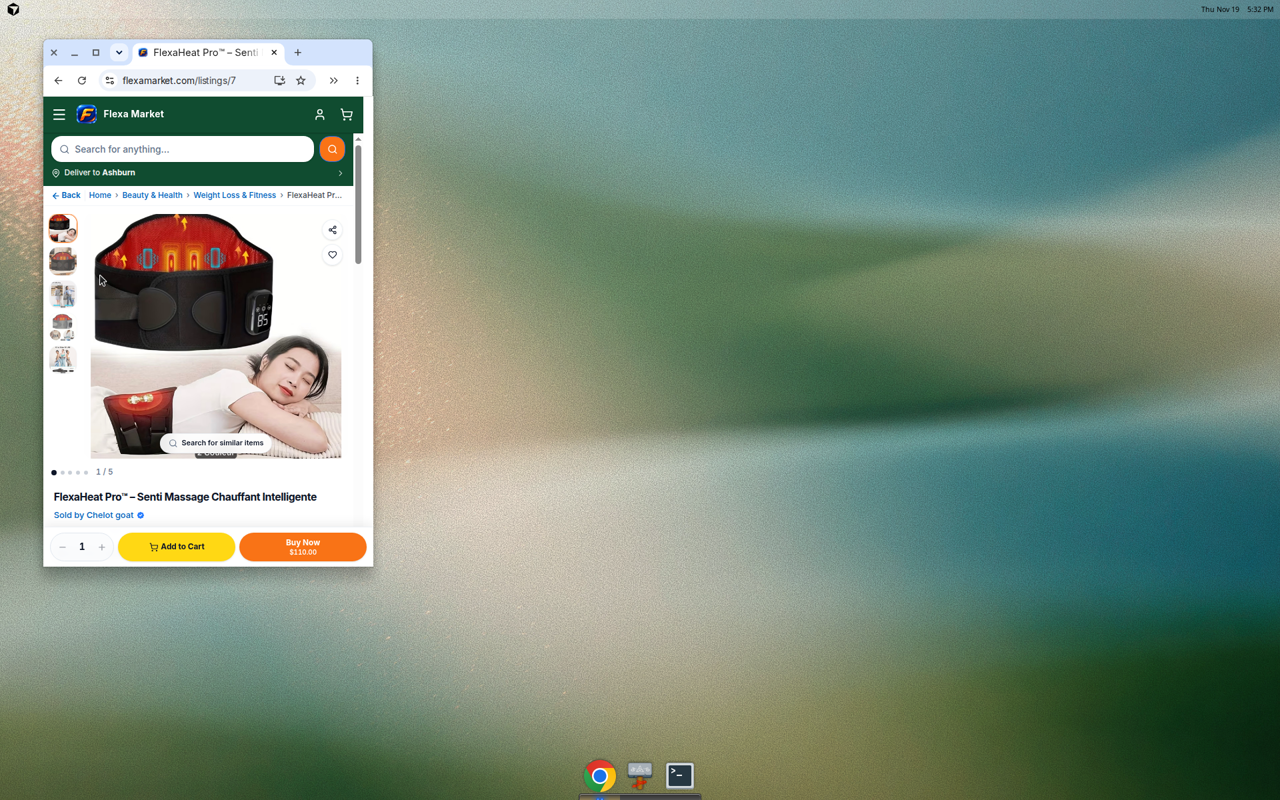 Thu Nov 19 5:32 PM
FlexaHeat Pro™ – Senti
flexamarket.com/listings/7
Flexa Market
Search for anything...
Deliver to Ashburn
Back Home › Beauty & Health › Weight Loss & Fitness › FlexaHeat Pr...
85
Search for similar items
1 / 5
FlexaHeat Pro™ – Senti Massage Chauffant Intelligente
Sold by Chelot goat
− 1 + Add to Cart Buy Now
$110.00